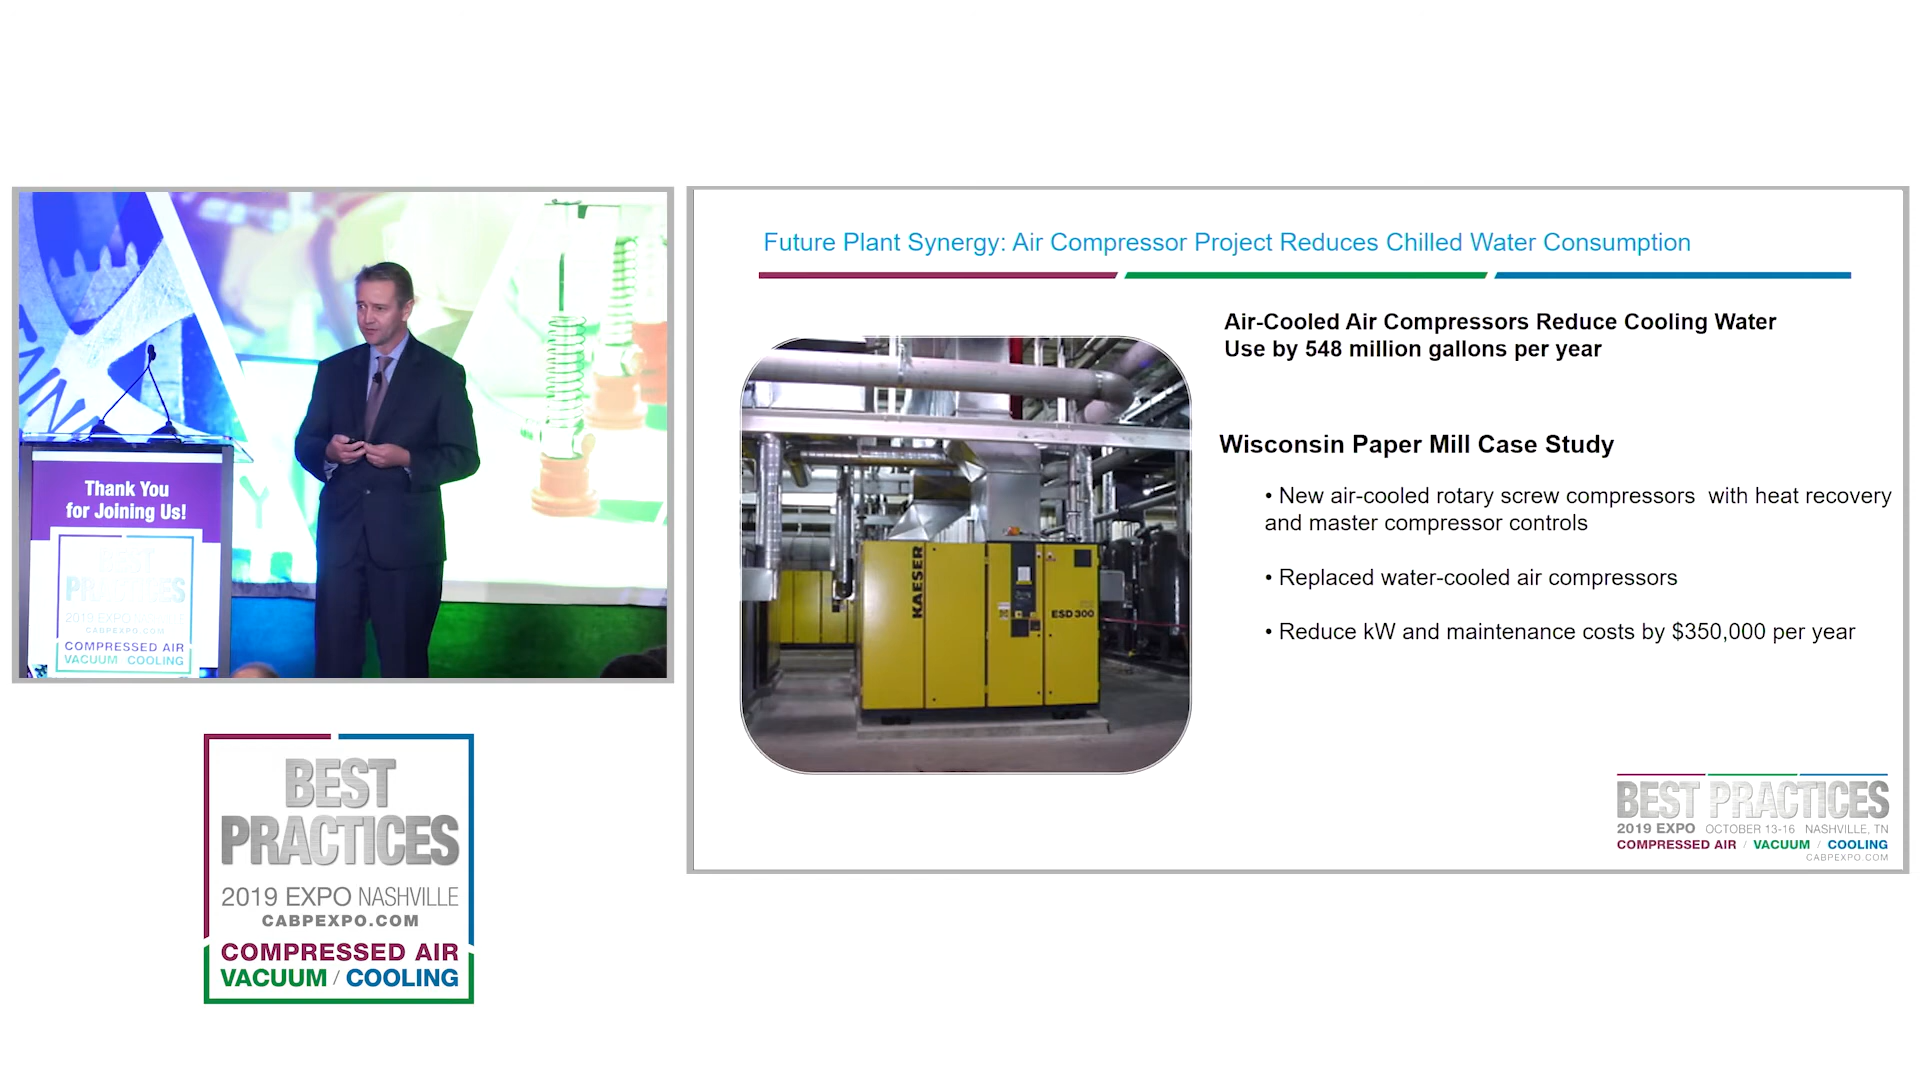 Thank You
for Joining Us!
BEST
PRACTICES
2019 EXPO
CABPEXPO.COM
COMPRESSED AIR
VACUUM COOLING
BEST
PRACTICES
2019 EXPO NASHVILLE
CABPEXPO.COM
COMPRESSED AIR
VACUUM / COOLING
Future Plant Synergy: Air Compressor Project Reduces Chilled Water Consumption
Air-Cooled Air Compressors Reduce Cooling Water
Use by 548 million gallons per year
KAESER
ESD 300
Wisconsin Paper Mill Case Study
• New air-cooled rotary screw compressors with heat recovery
and master compressor controls
• Replaced water-cooled air compressors
• Reduce kW and maintenance costs by $350,000 per year
BEST PRACTICES
2019 EXPO OCTOBER 13-16 NASHVILLE, TN
COMPRESSED AIR / VACUUM / COOLING
CABPEXPO.COM